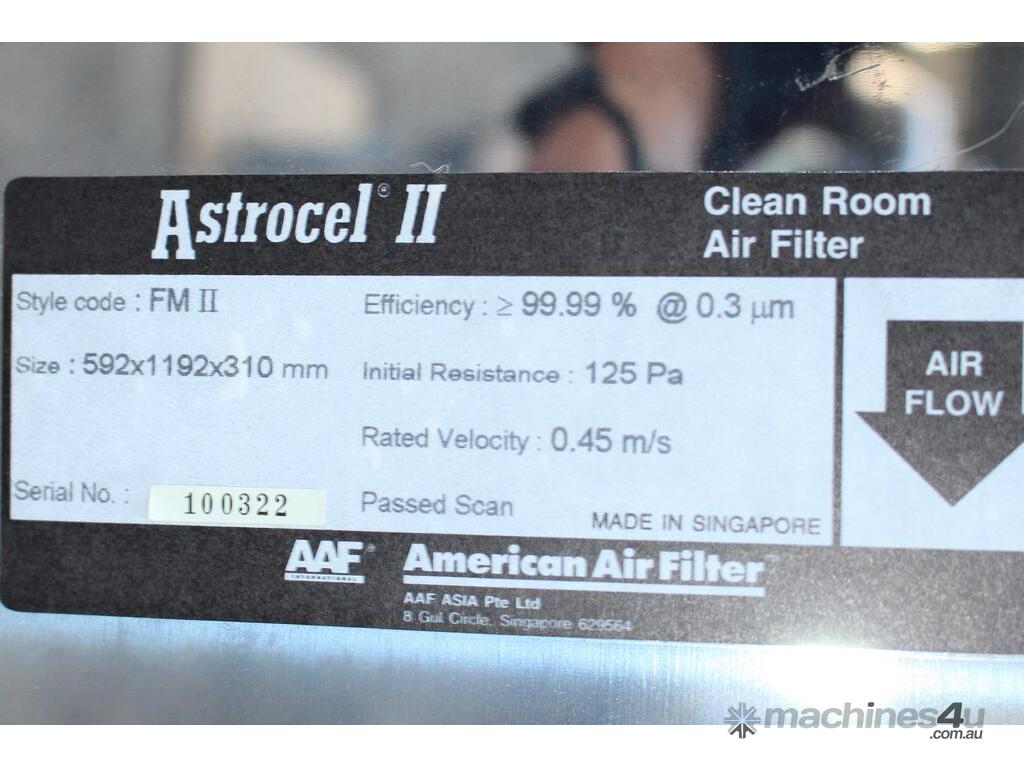 Astrocel® II
Clean Room
Air Filter
Style code : FM II
Efficiency : ≥ 99.99 % @ 0.3 μm
Size : 592x1192x310 mm
Initial Resistance : 125 Pa
Rated Velocity : 0.45 m/s
Serial No. : 100322
Passed Scan
MADE IN SINGAPORE
AIR
FLOW
AAF®
INTERNATIONAL
American Air Filter™
AAF ASIA Pte Ltd
8 Gul Circle, Singapore 629564
machines4u
.com.au